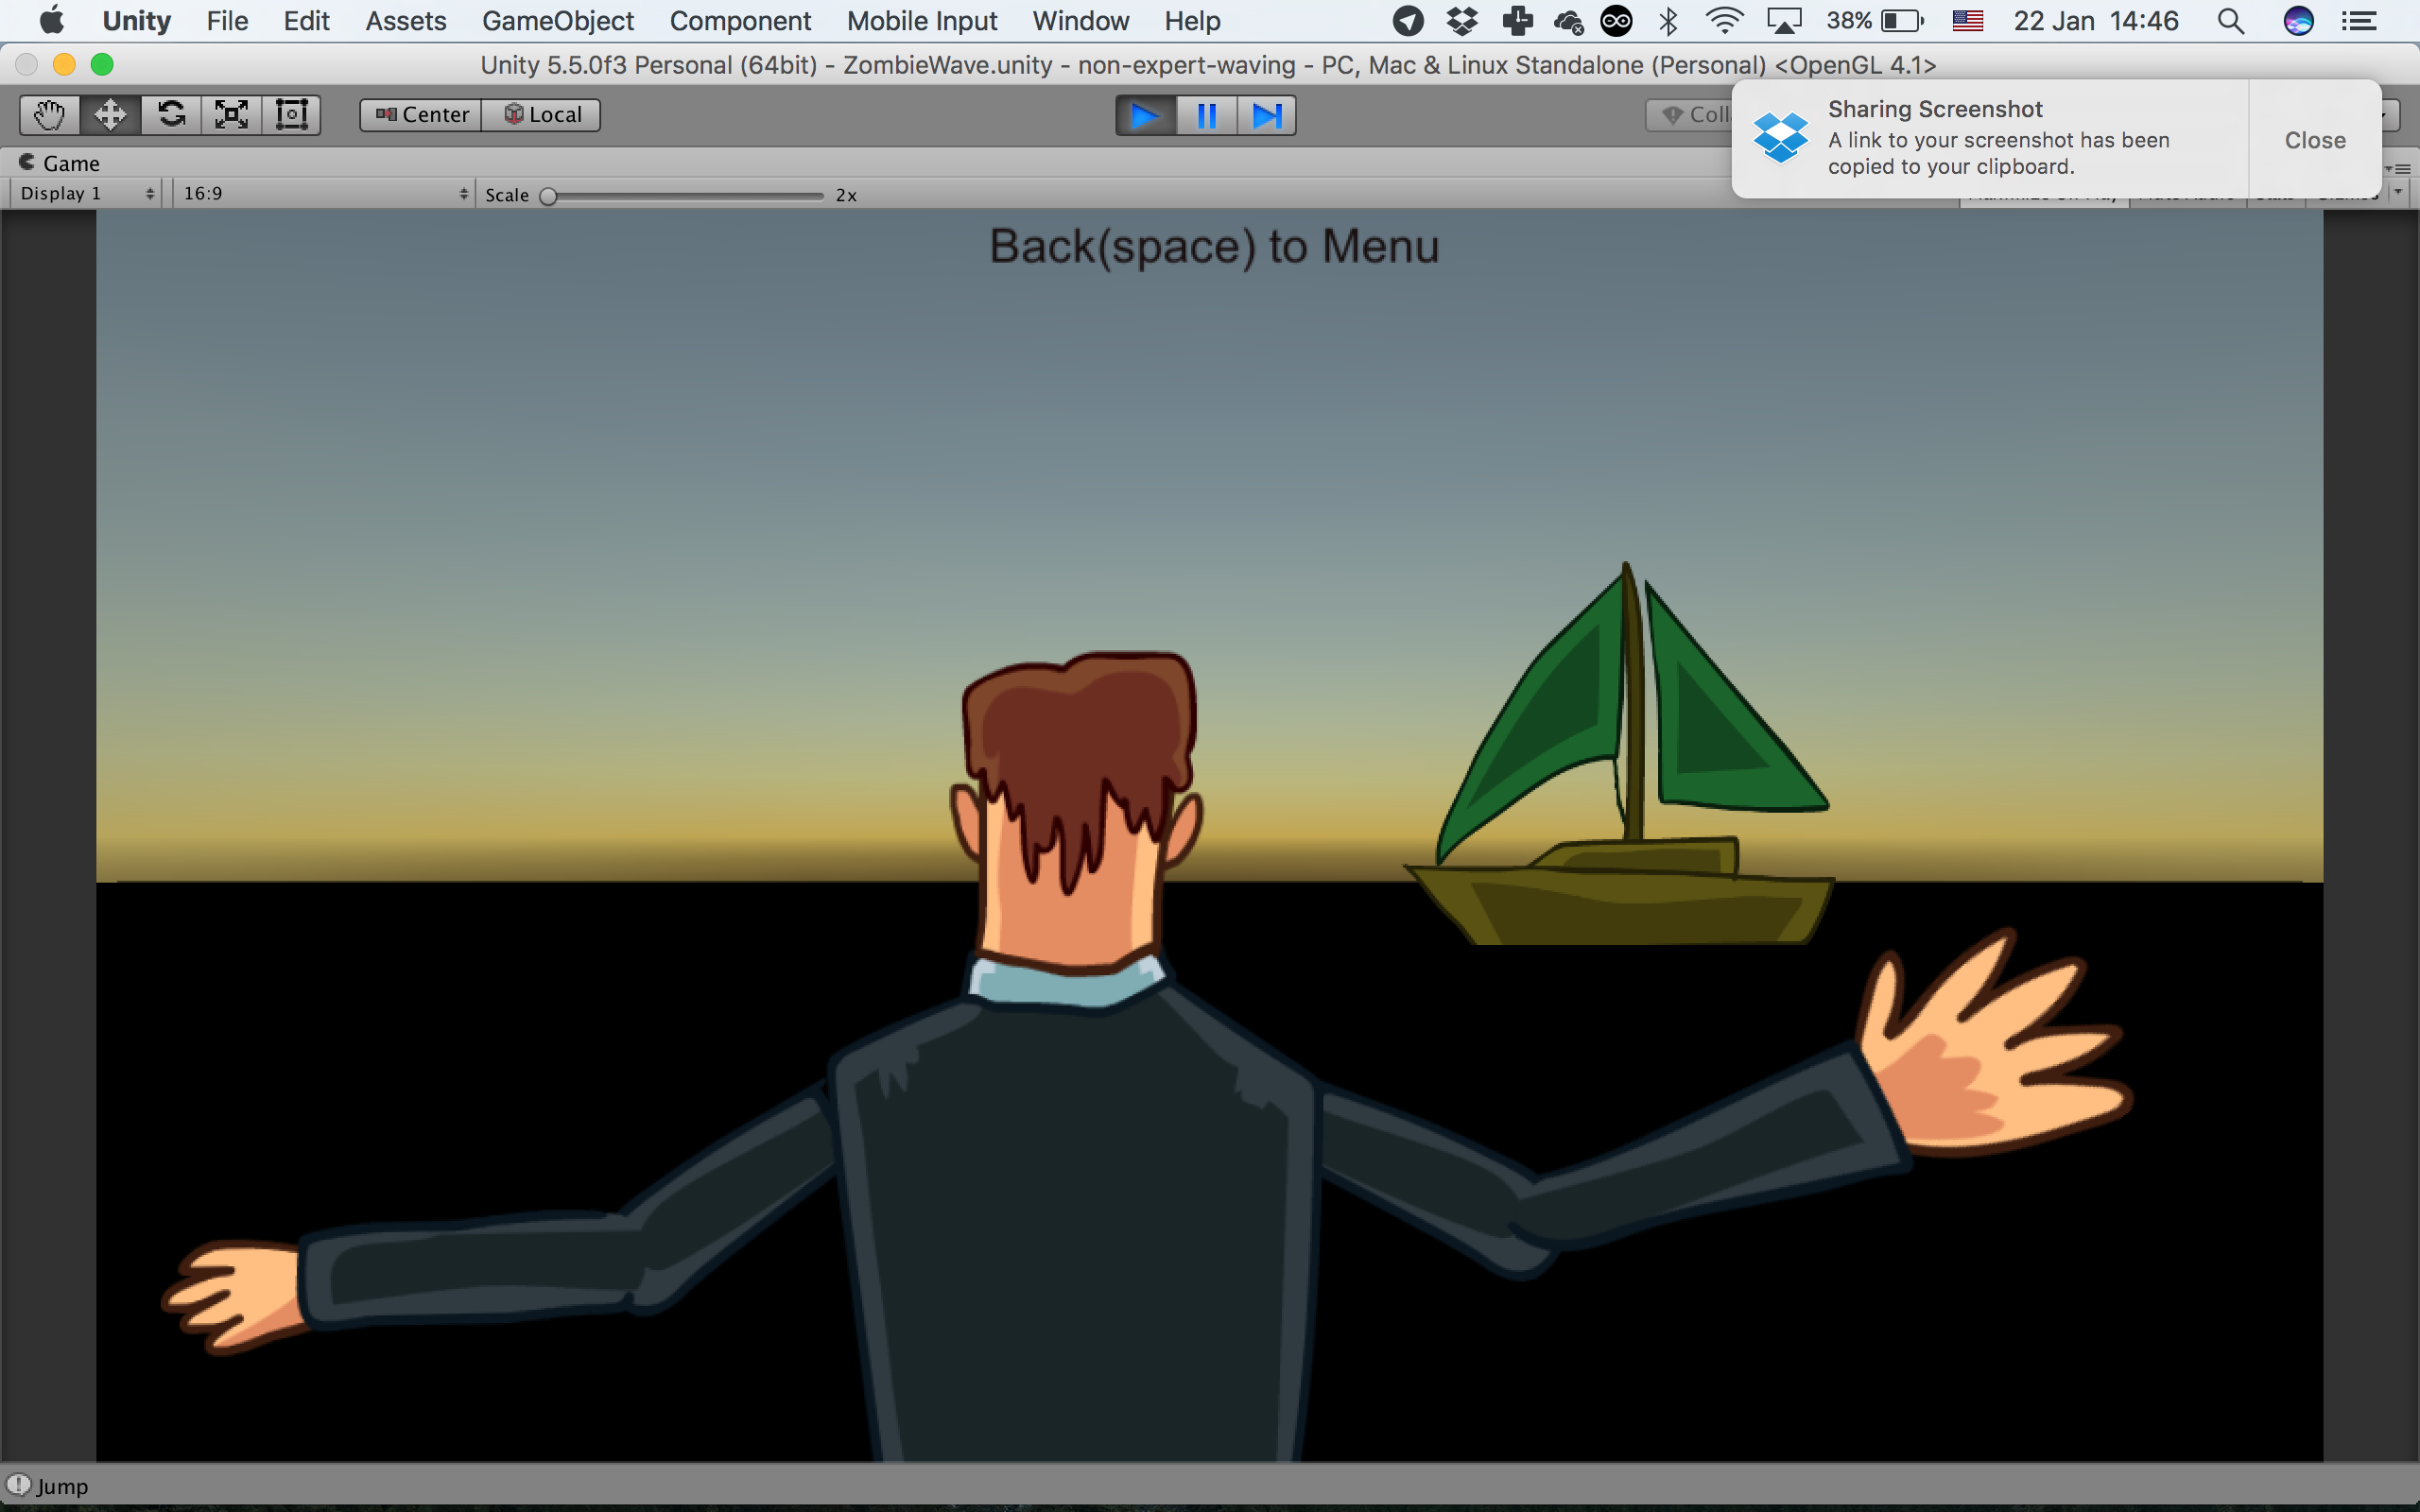 Unity File Edit Assets GameObject Component Mobile Input Window Help 38% 22 Jan 14:46
Unity 5.5.0f3 Personal (64bit) - ZombieWave.unity - non-expert-waving - PC, Mac & Linux Standalone (Personal) <OpenGL 4.1>
Center Local Coll
Sharing Screenshot
A link to your screenshot has been
copied to your clipboard.
Close
Game
Display 1 16:9 Scale 2x
Back(space) to Menu
Jump